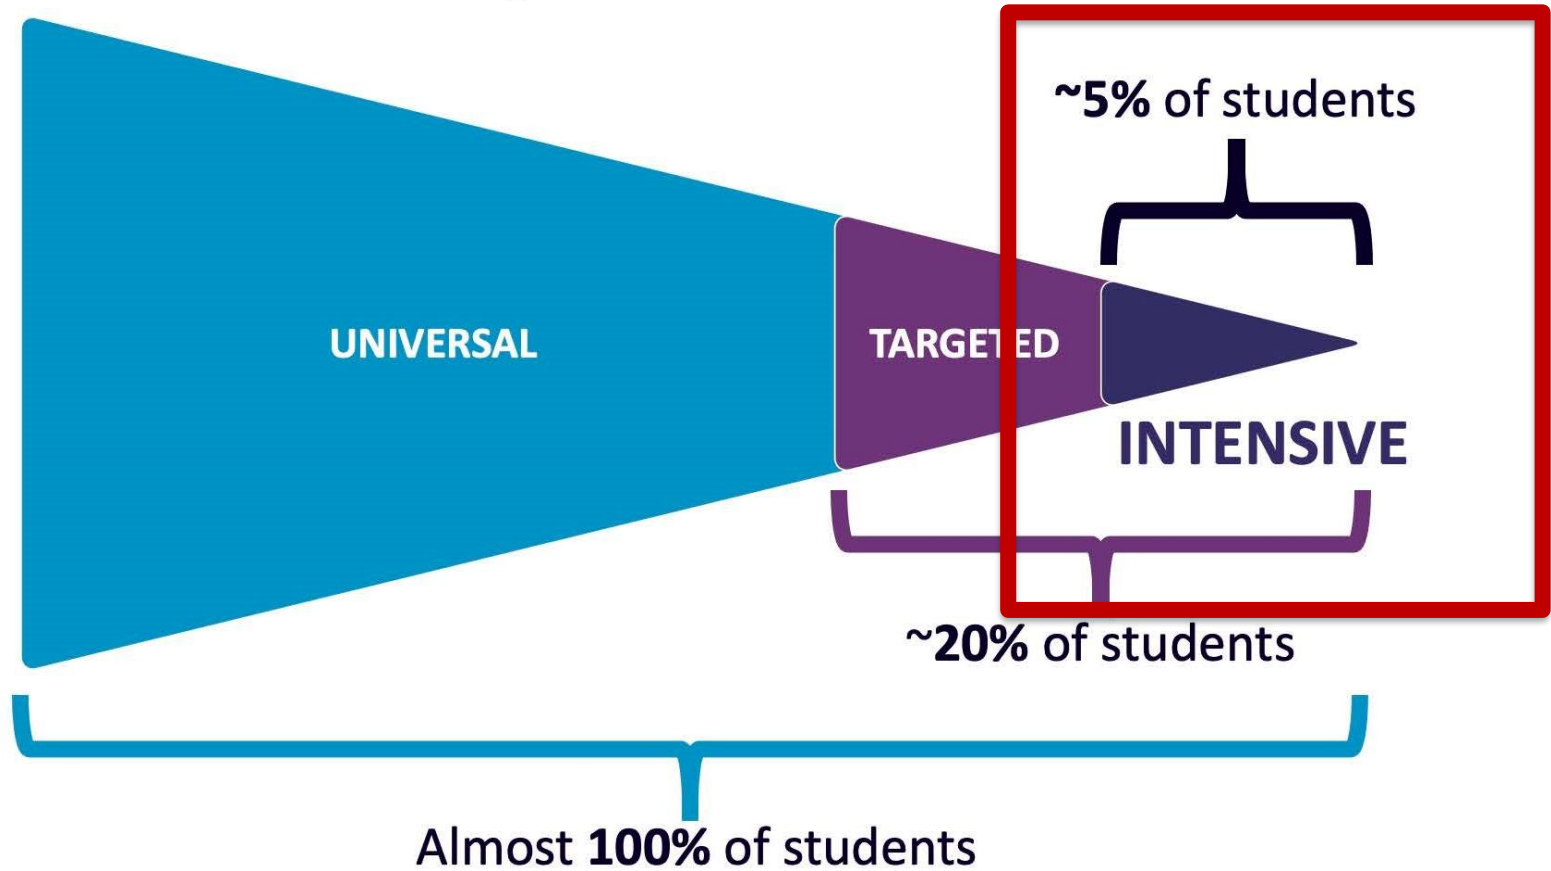 ~5% of students
UNIVERSAL
TARGETED
INTENSIVE
~20% of students
Almost 100% of students